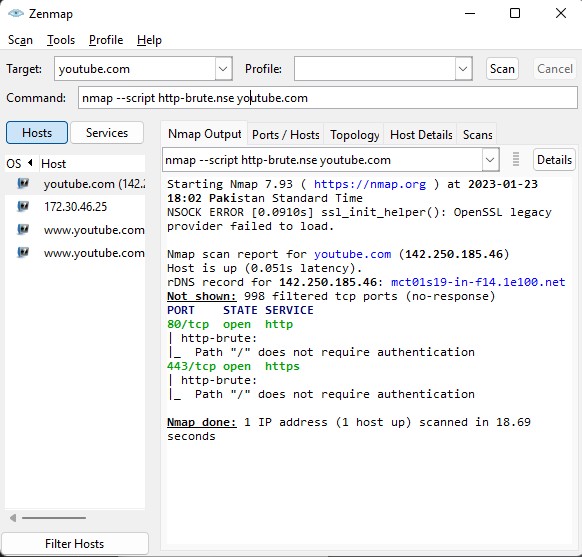 Zenmap
Scan Tools Profile Help
Target: youtube.com Profile: Scan Cancel
Command: nmap --script http-brute.nse youtube.com
Hosts Services
OS Host
youtube.com (142.2
172.30.46.25
www.youtube.com
www.youtube.com
Filter Hosts
Nmap Output Ports / Hosts Topology Host Details Scans
nmap --script http-brute.nse youtube.com Details
Starting Nmap 7.93 ( https://nmap.org ) at 2023-01-23
18:02 Pakistan Standard Time
NSOCK ERROR [0.0910s] ssl_init_helper(): OpenSSL legacy
provider failed to load.
Nmap scan report for youtube.com (142.250.185.46)
Host is up (0.051s latency).
rDNS record for 142.250.185.46: mct01s19-in-f14.1e100.net
Not shown: 998 filtered tcp ports (no-response)
PORT STATE SERVICE
80/tcp open http
| http-brute:
|_ Path "/" does not require authentication
443/tcp open https
| http-brute:
|_ Path "/" does not require authentication
Nmap done: 1 IP address (1 host up) scanned in 18.69
seconds